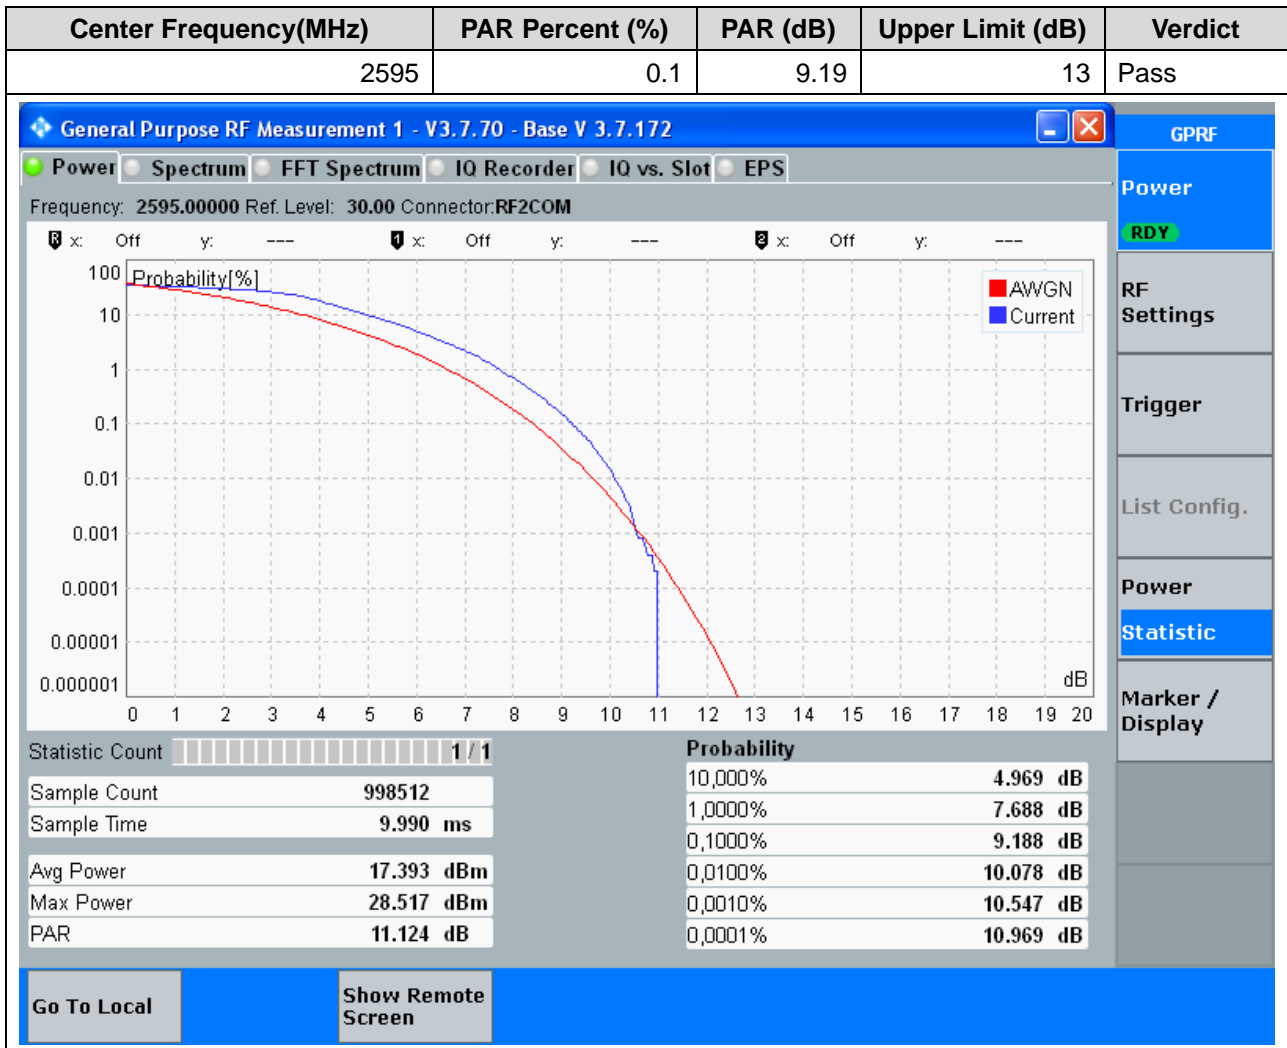 Center Frequency(MHz) PAR Percent (%) PAR (dB) Upper Limit (dB) Verdict
2595 0.1 9.19 13 Pass
General Purpose RF Measurement 1 - V3.7.70 - Base V 3.7.172
GPRF
Power Spectrum FFT Spectrum IQ Recorder IQ vs. Slot EPS
Frequency: 2595.00000 Ref. Level: 30.00 Connector:RF2COM
R x: Off y: --- 1 x: Off y: --- 2 x: Off y: ---
Probability[%]
AWGN
Current
100
10
1
0.1
0.01
0.001
0.0001
0.00001
0.000001
dB
0 1 2 3 4 5 6 7 8 9 10 11 12 13 14 15 16 17 18 19 20
Statistic Count 1 / 1
Sample Count 998512
Sample Time 9.990 ms
Avg Power 17.393 dBm
Max Power 28.517 dBm
PAR 11.124 dB
Probability
10,000% 4.969 dB
1,0000% 7.688 dB
0,1000% 9.188 dB
0,0100% 10.078 dB
0,0010% 10.547 dB
0,0001% 10.969 dB
Power
RDY
RF
Settings
Trigger
List Config.
Power
Statistic
Marker /
Display
Go To Local
Show Remote
Screen